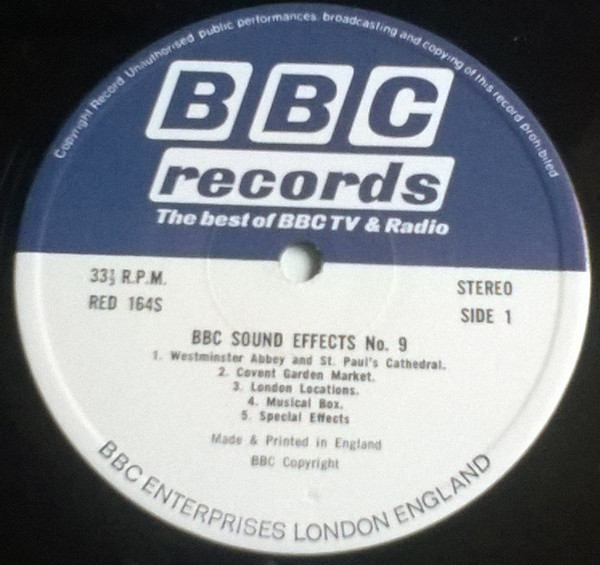 Copyright Record Unauthorised public performances, broadcasting and copying of this record prohibited
BBC
records
The best of BBC TV & Radio
33⅓ R.P.M.
RED 164S
STEREO
SIDE 1
BBC SOUND EFFECTS No. 9
1. Westminster Abbey and St. Paul's Cathedral.
2. Covent Garden Market.
3. London Locations.
4. Musical Box.
5. Special Effects
Made & Printed in England
BBC Copyright
BBC ENTERPRISES LONDON ENGLAND